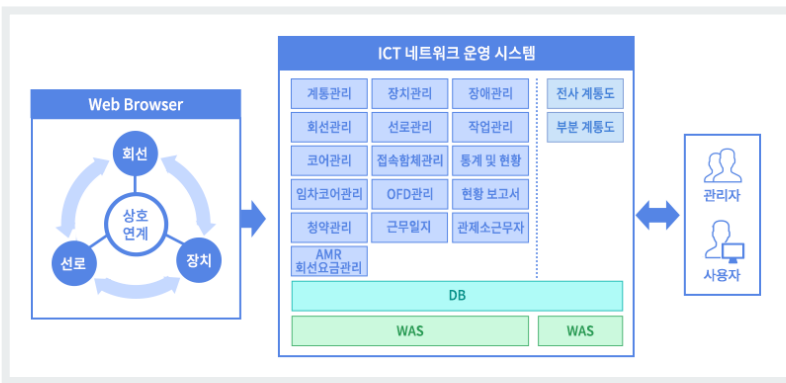 ICT 네트워크 운영 시스템
Web Browser
회선
상호
연계
선로
장치
계통관리
장치관리
장애관리
회선관리
선로관리
작업관리
코어관리
접속함체관리
통계 및 현황
임차코어관리
OFD관리
현황 보고서
청약관리
근무일지
관제소근무자
AMR
회선요금관리
전사 계통도
부분 계통도
DB
WAS
WAS
관리자
사용자